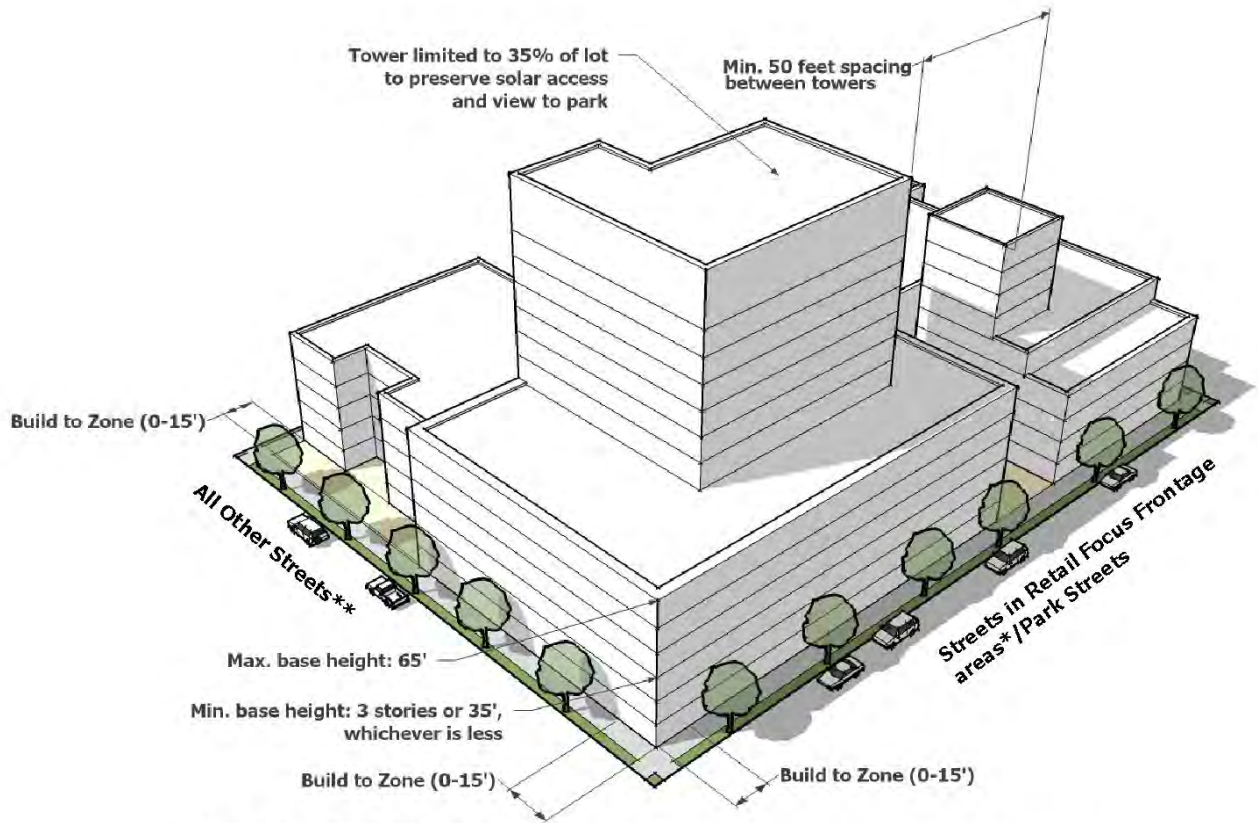 Tower limited to 35% of lot
to preserve solar access
and view to park
Min. 50 feet spacing
between towers
Build to Zone (0-15')
All Other Streets**
Streets in Retail Focus Frontage
areas*/Park Streets
Max. base height: 65'
Min. base height: 3 stories or 35',
whichever is less
Build to Zone (0-15')
Build to Zone (0-15')